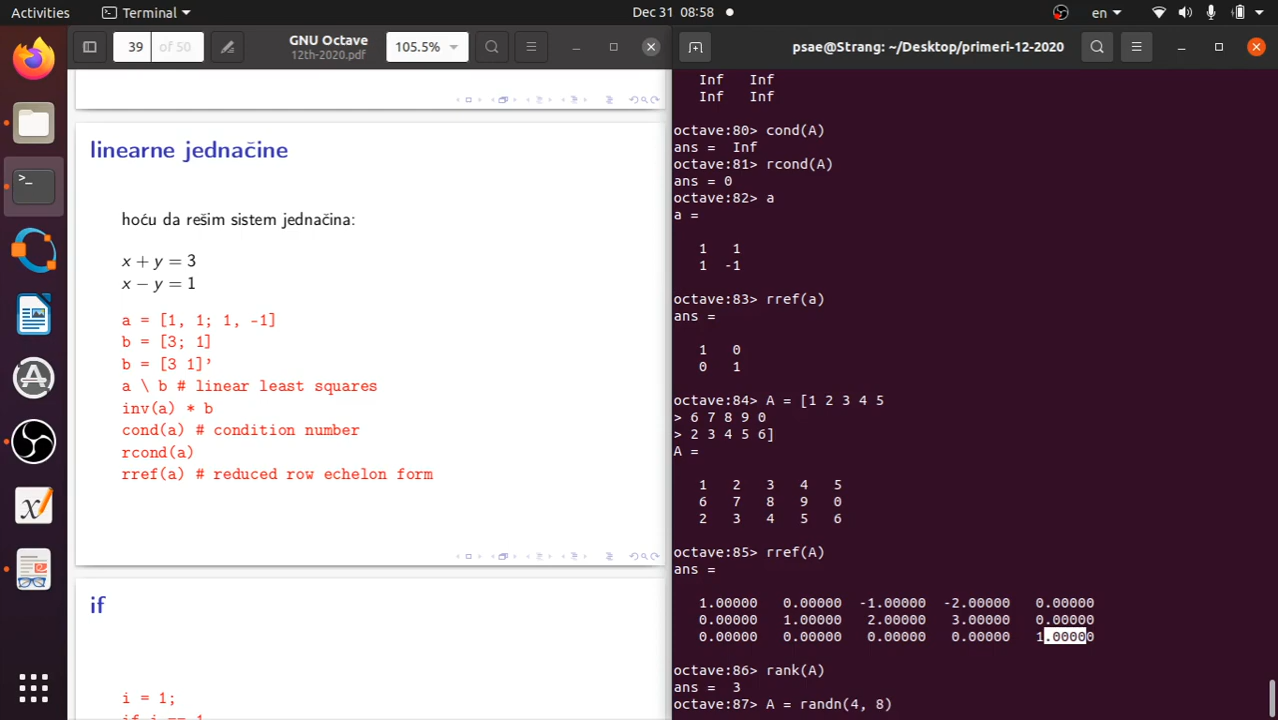 Activities
Terminal
Dec 31 08:58
en
39
of 50
GNU Octave
12th-2020.pdf
105.5%
linearne jednačine
hoću da rešim sistem jednačina:
x + y = 3
x − y = 1
a = [1, 1; 1, -1]
b = [3; 1]
b = [3 1]’
a \ b # linear least squares
inv(a) * b
cond(a) # condition number
rcond(a)
rref(a) # reduced row echelon form
if
i = 1;
if i == 1
psae@Strang: ~/Desktop/primeri-12-2020
Inf Inf
Inf Inf
octave:80> cond(A)
ans = Inf
octave:81> rcond(A)
ans = 0
octave:82> a
a =
1 1
1 -1
octave:83> rref(a)
ans =
1 0
0 1
octave:84> A = [1 2 3 4 5
> 6 7 8 9 0
> 2 3 4 5 6]
A =
1 2 3 4 5
6 7 8 9 0
2 3 4 5 6
octave:85> rref(A)
ans =
1.00000 0.00000 -1.00000 -2.00000 0.00000
0.00000 1.00000 2.00000 3.00000 0.00000
0.00000 0.00000 0.00000 0.00000 1.00000
octave:86> rank(A)
ans = 3
octave:87> A = randn(4, 8)